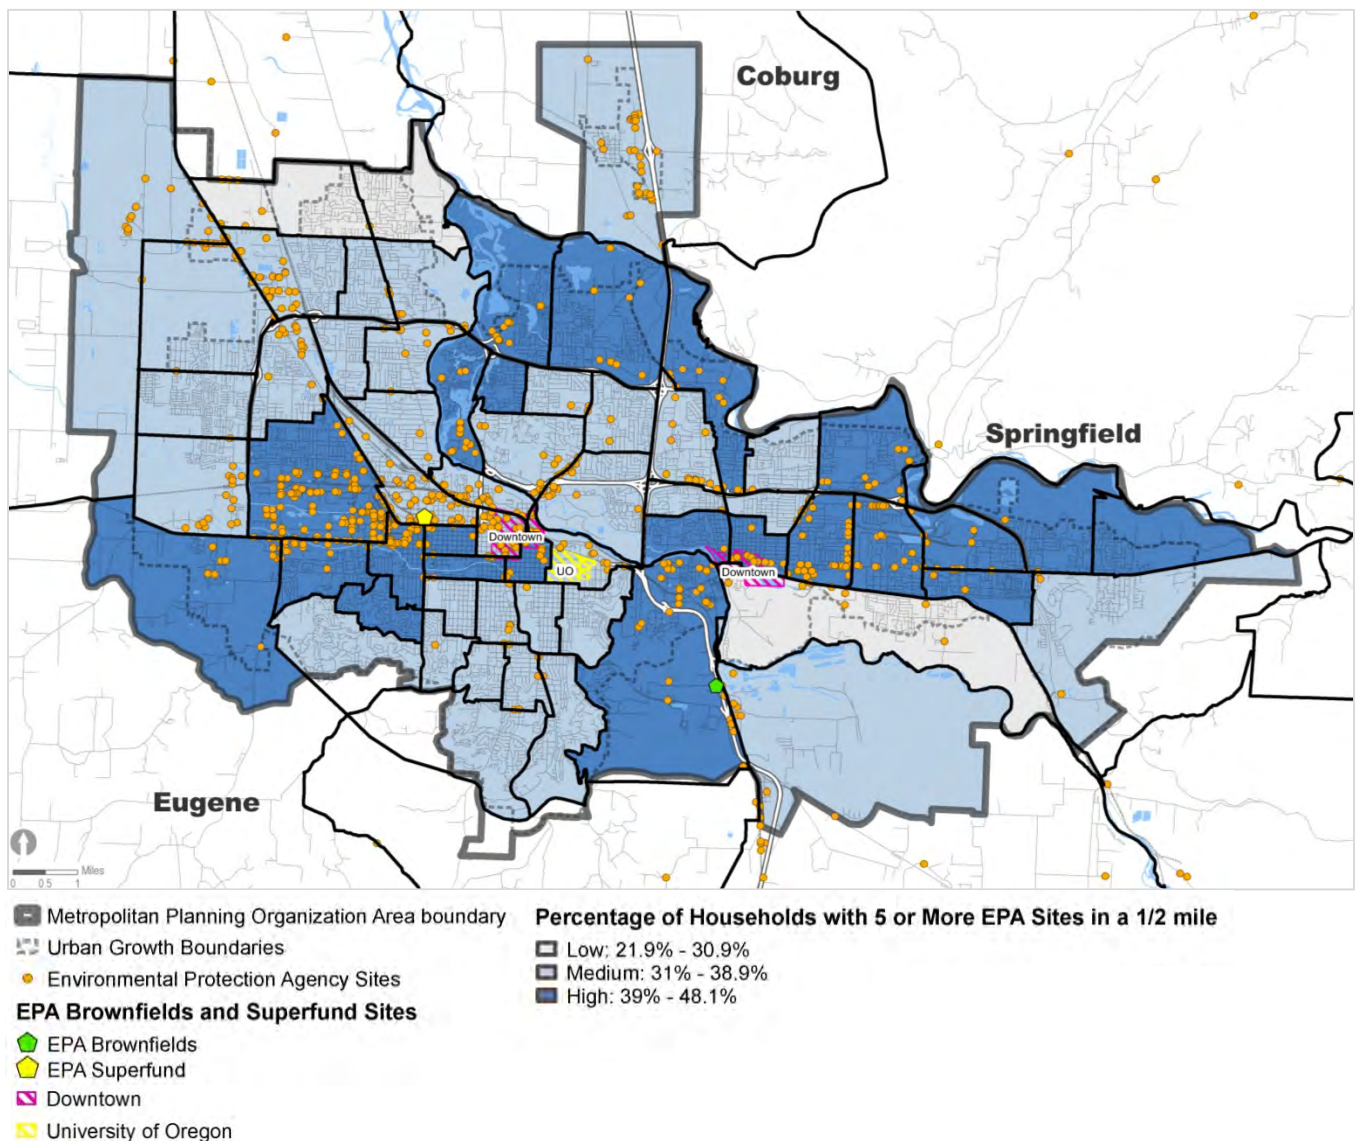 Coburg
Springfield
Downtown
UO
Downtown
Eugene
0 0.5 1 Miles
Metropolitan Planning Organization Area boundary
Urban Growth Boundaries
Environmental Protection Agency Sites
EPA Brownfields and Superfund Sites
EPA Brownfields
EPA Superfund
Downtown
University of Oregon
Percentage of Households with 5 or More EPA Sites in a 1/2 mile
Low: 21.9% - 30.9%
Medium: 31% - 38.9%
High: 39% - 48.1%